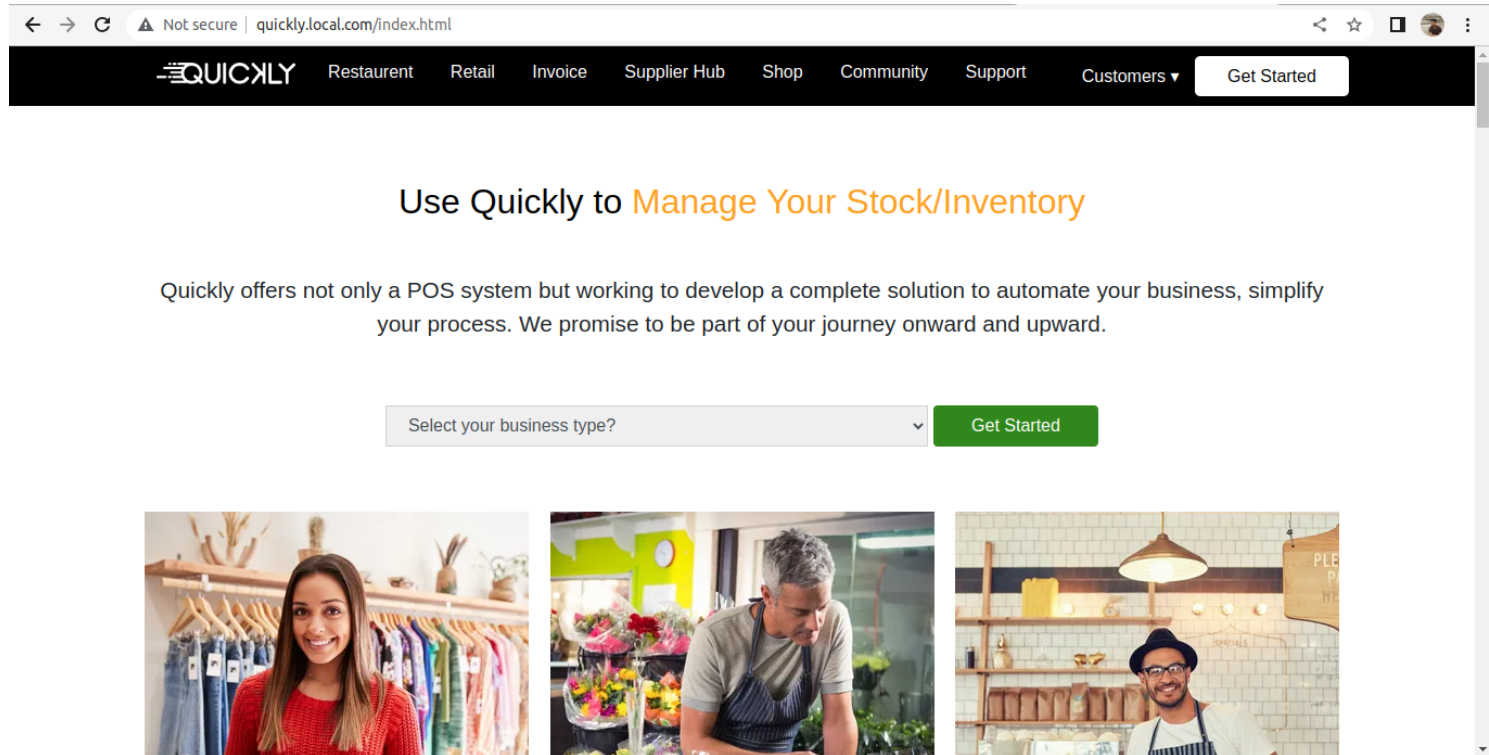 Not secure | quickly.local.com/index.html
QUICKLY Restaurent Retail Invoice Supplier Hub Shop Community Support Customers ▾ Get Started
Use Quickly to Manage Your Stock/Inventory
Quickly offers not only a POS system but working to develop a complete solution to automate your business, simplify
your process. We promise to be part of your journey onward and upward.
Select your business type? Get Started
PLE
P
HE
SPECIALS